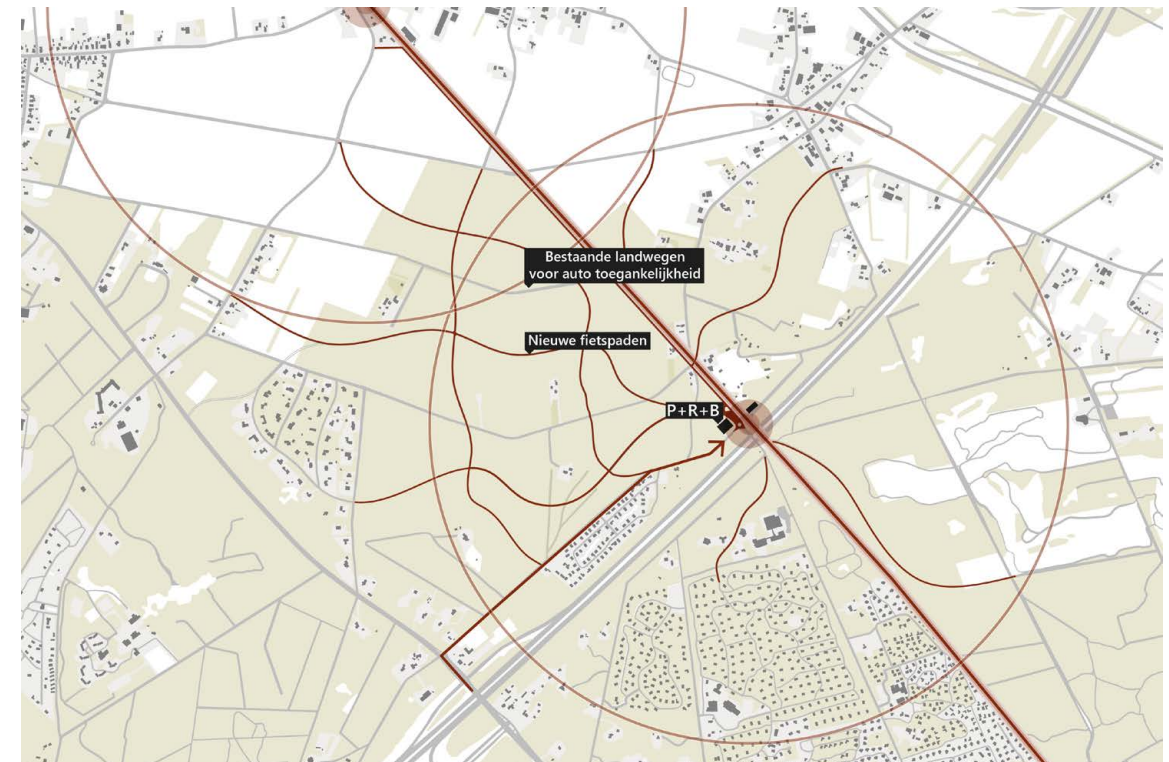 Bestaande landwegen
voor auto toegankelijkheid
Nieuwe fietspaden
P+R+B